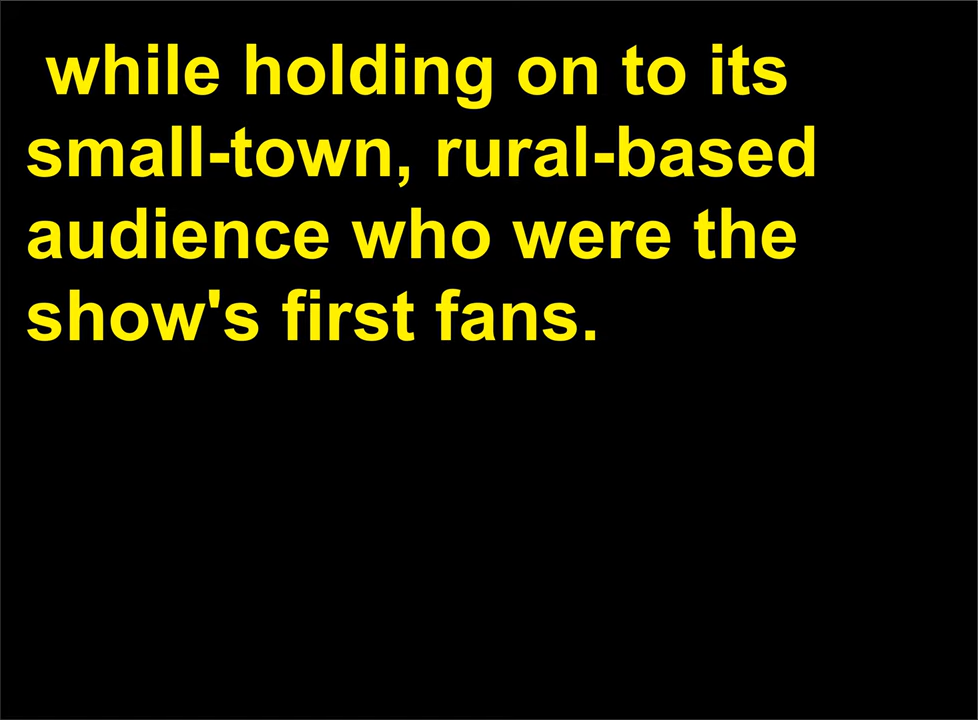 while holding on to its
small-town, rural-based
audience who were the
show's first fans.